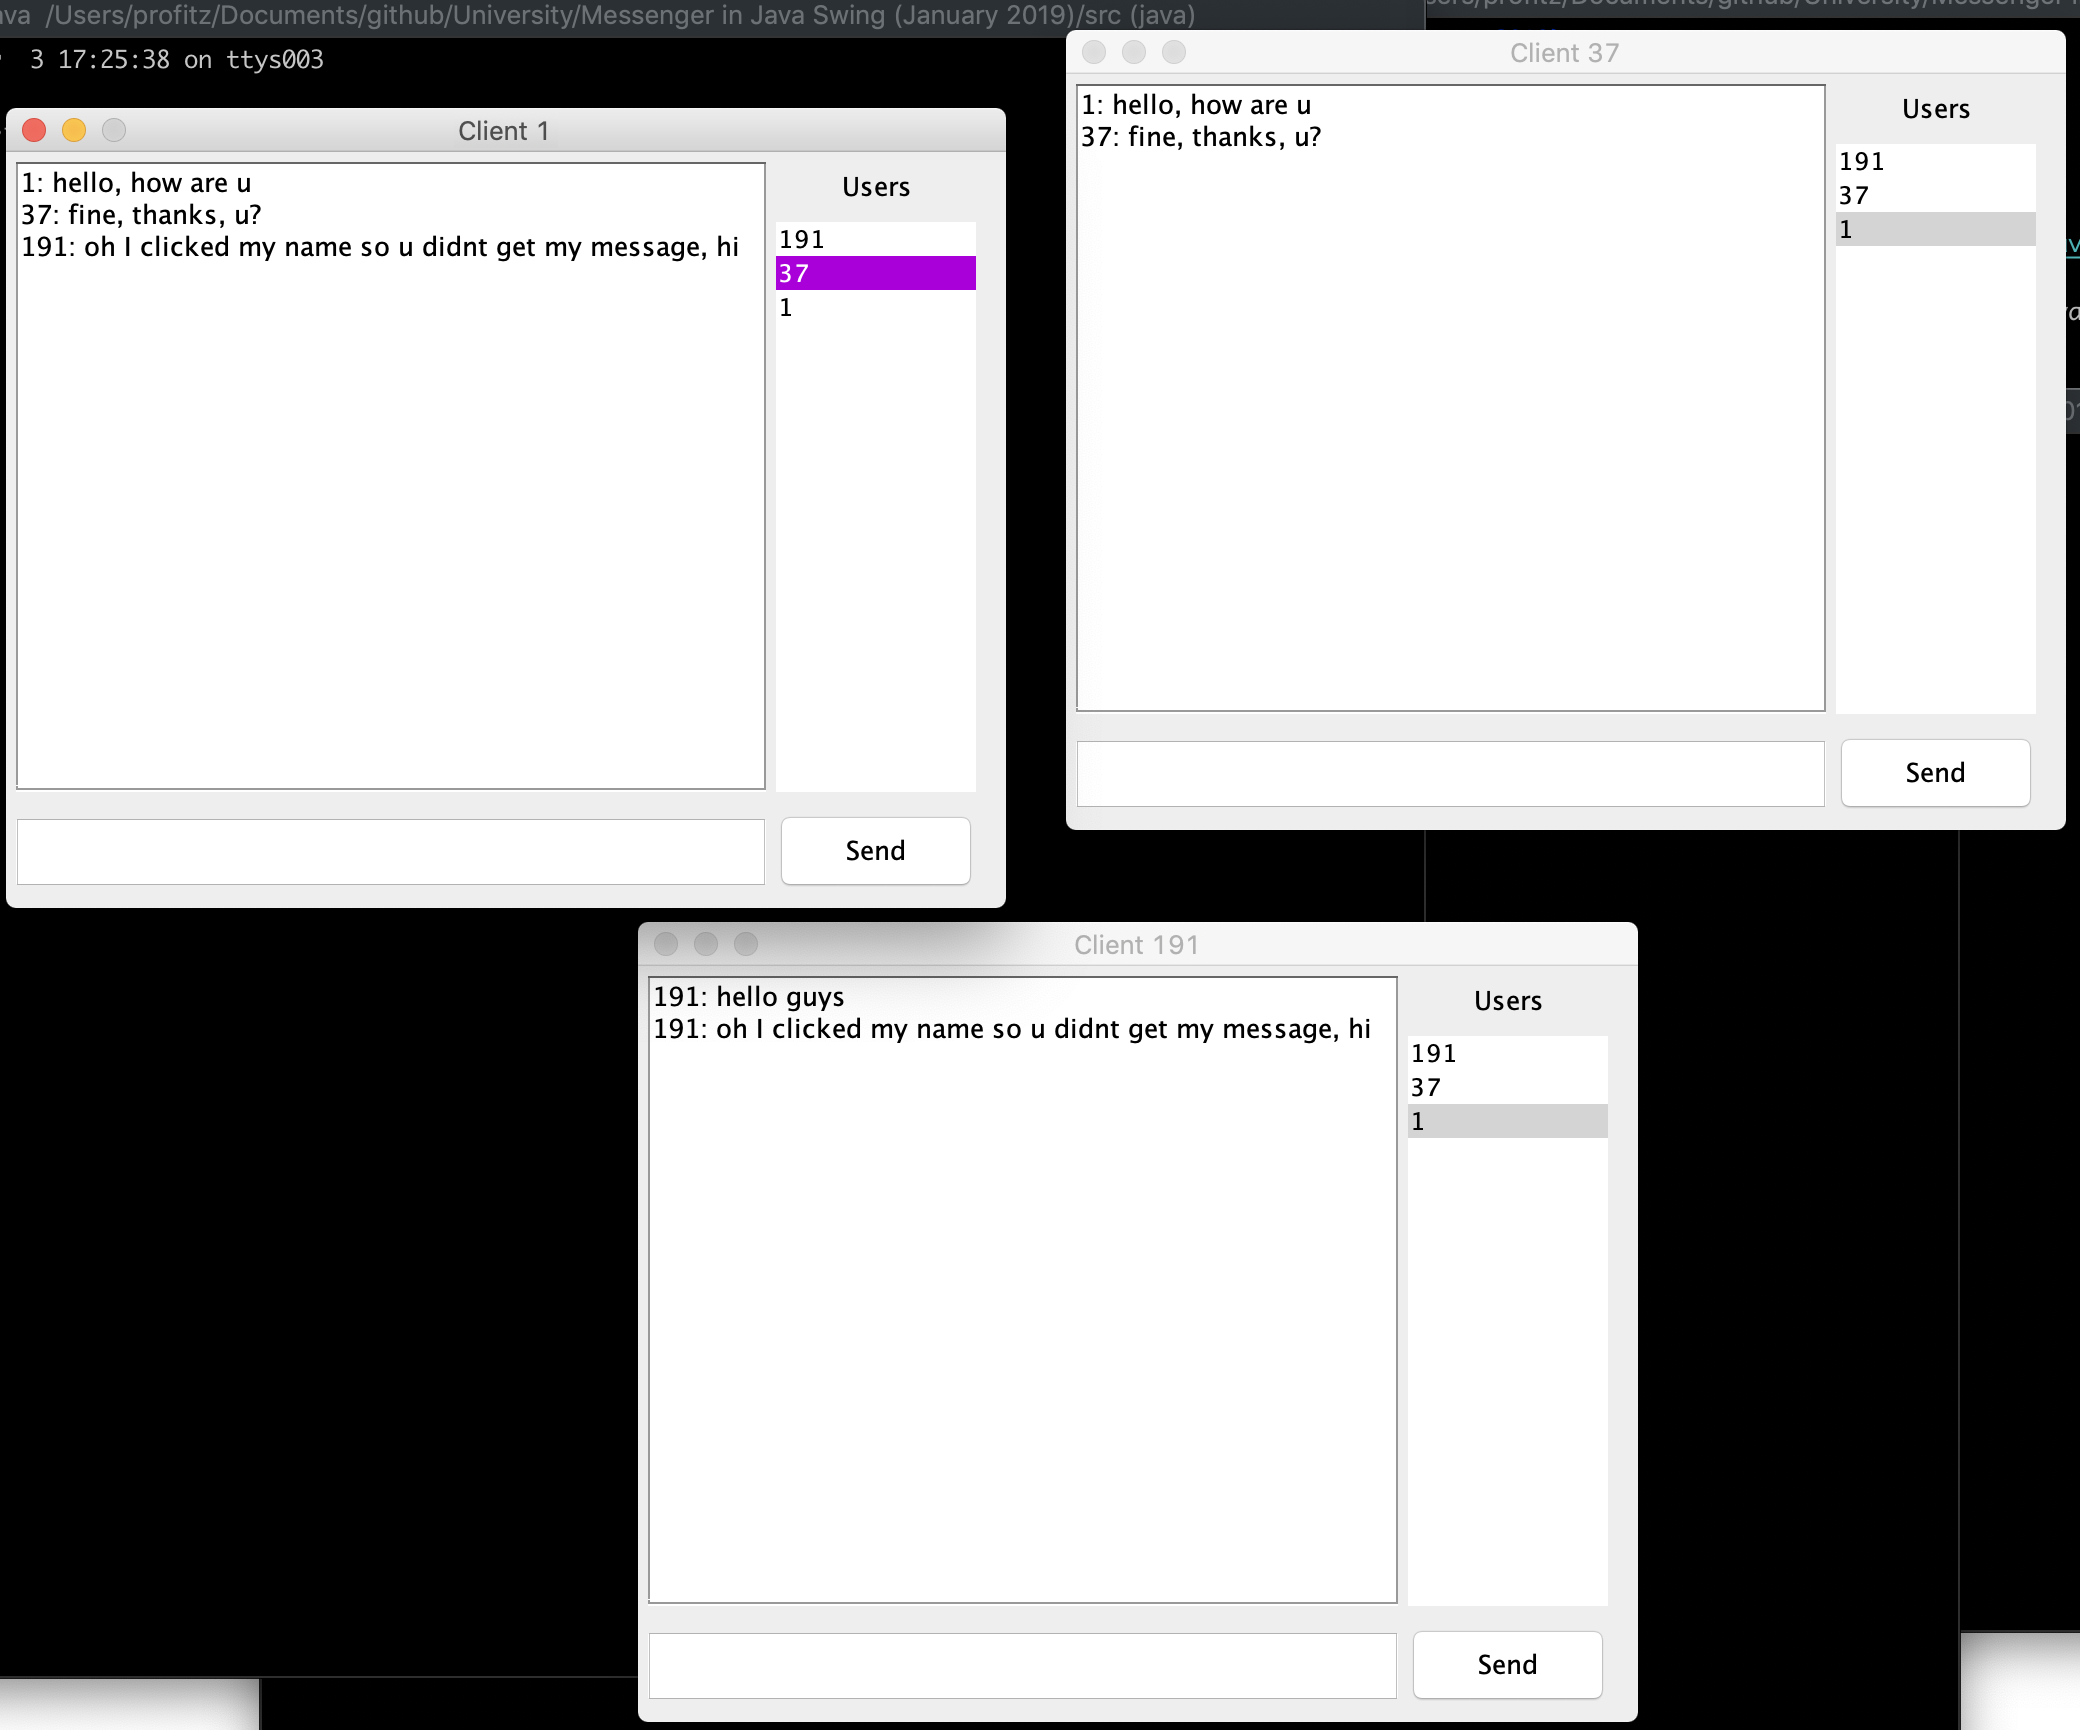 /Users/profitz/Documents/github/University/Messenger in Java Swing (January 2019)/src (java)
3 17:25:38 on ttys003
Client 1
1: hello, how are u
37: fine, thanks, u?
191: oh I clicked my name so u didnt get my message, hi
Users
191
37
1
Send
Client 37
1: hello, how are u
37: fine, thanks, u?
Users
191
37
1
Send
Client 191
191: hello guys
191: oh I clicked my name so u didnt get my message, hi
Users
191
37
1
Send